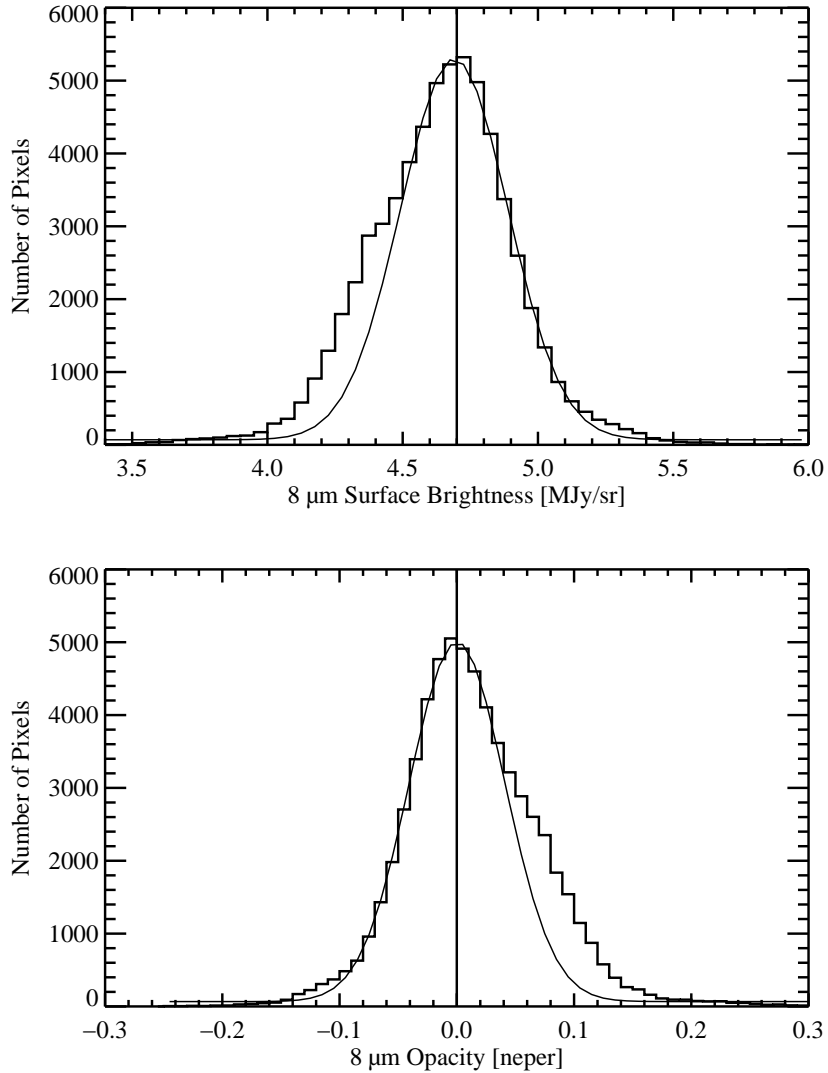 6000
5000
4000
3000
2000
1000
0
Number of Pixels
3.5 4.0 4.5 5.0 5.5 6.0
8 µm Surface Brightness [MJy/sr]
6000
5000
4000
3000
2000
1000
0
Number of Pixels
−0.3 −0.2 −0.1 0.0 0.1 0.2 0.3
8 µm Opacity [neper]